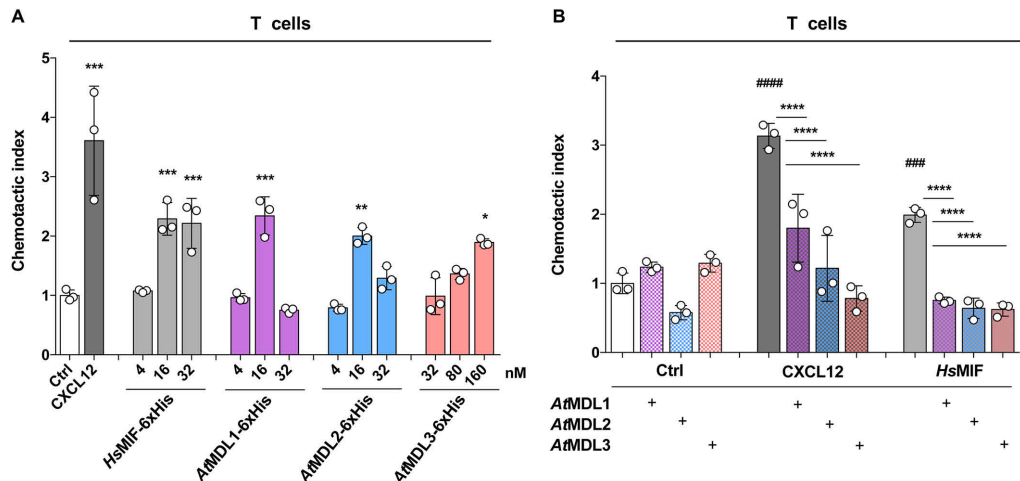 A
T cells
Chemotactic index
5
4
3
2
1
0
***
***
***
***
**
*
Ctrl
CXCL12
4
16
32
4
16
32
4
16
32
32
80
160
nM
HsMIF-6xHis
AtMDL1-6xHis
AtMDL2-6xHis
AtMDL3-6xHis
B
T cells
Chemotactic index
4
3
2
1
0
####
****
****
****
###
****
****
****
Ctrl
CXCL12
HsMIF
AtMDL1 + + +
AtMDL2 + + +
AtMDL3 + + +